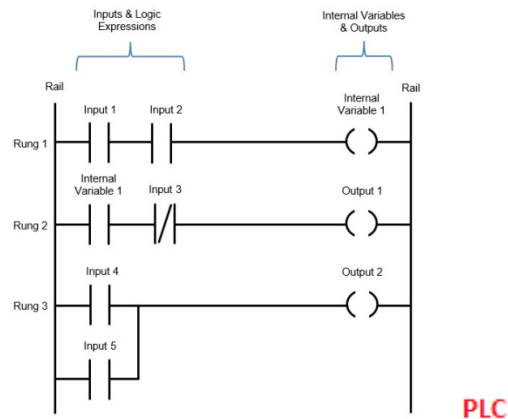 Inputs & Logic
Expressions
Internal Variables
& Outputs
Rail
Rail
Input 1
Input 2
Internal
Variable 1
Rung 1
Internal
Variable 1
Input 3
Output 1
Rung 2
Input 4
Output 2
Rung 3
Input 5
PLC